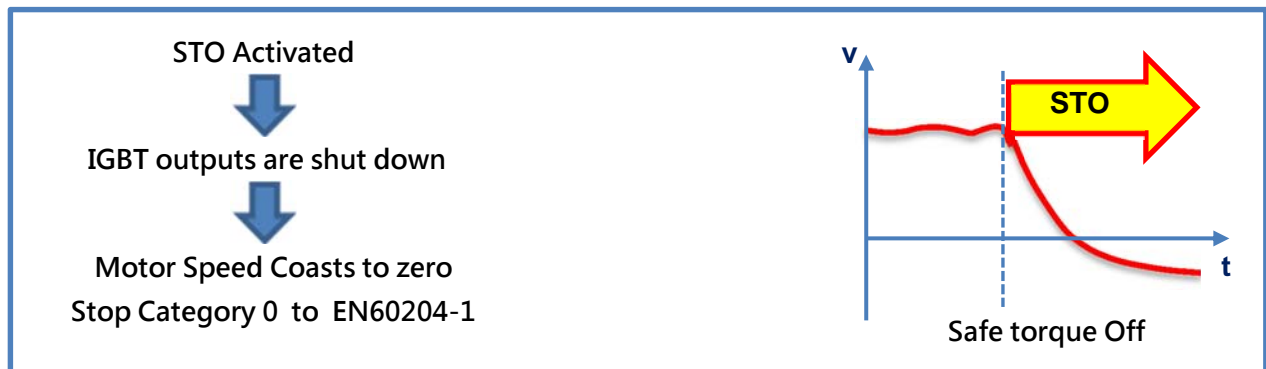 STO Activated
IGBT outputs are shut down
Motor Speed Coasts to zero
Stop Category 0 to EN60204-1
v
STO
t
Safe torque Off